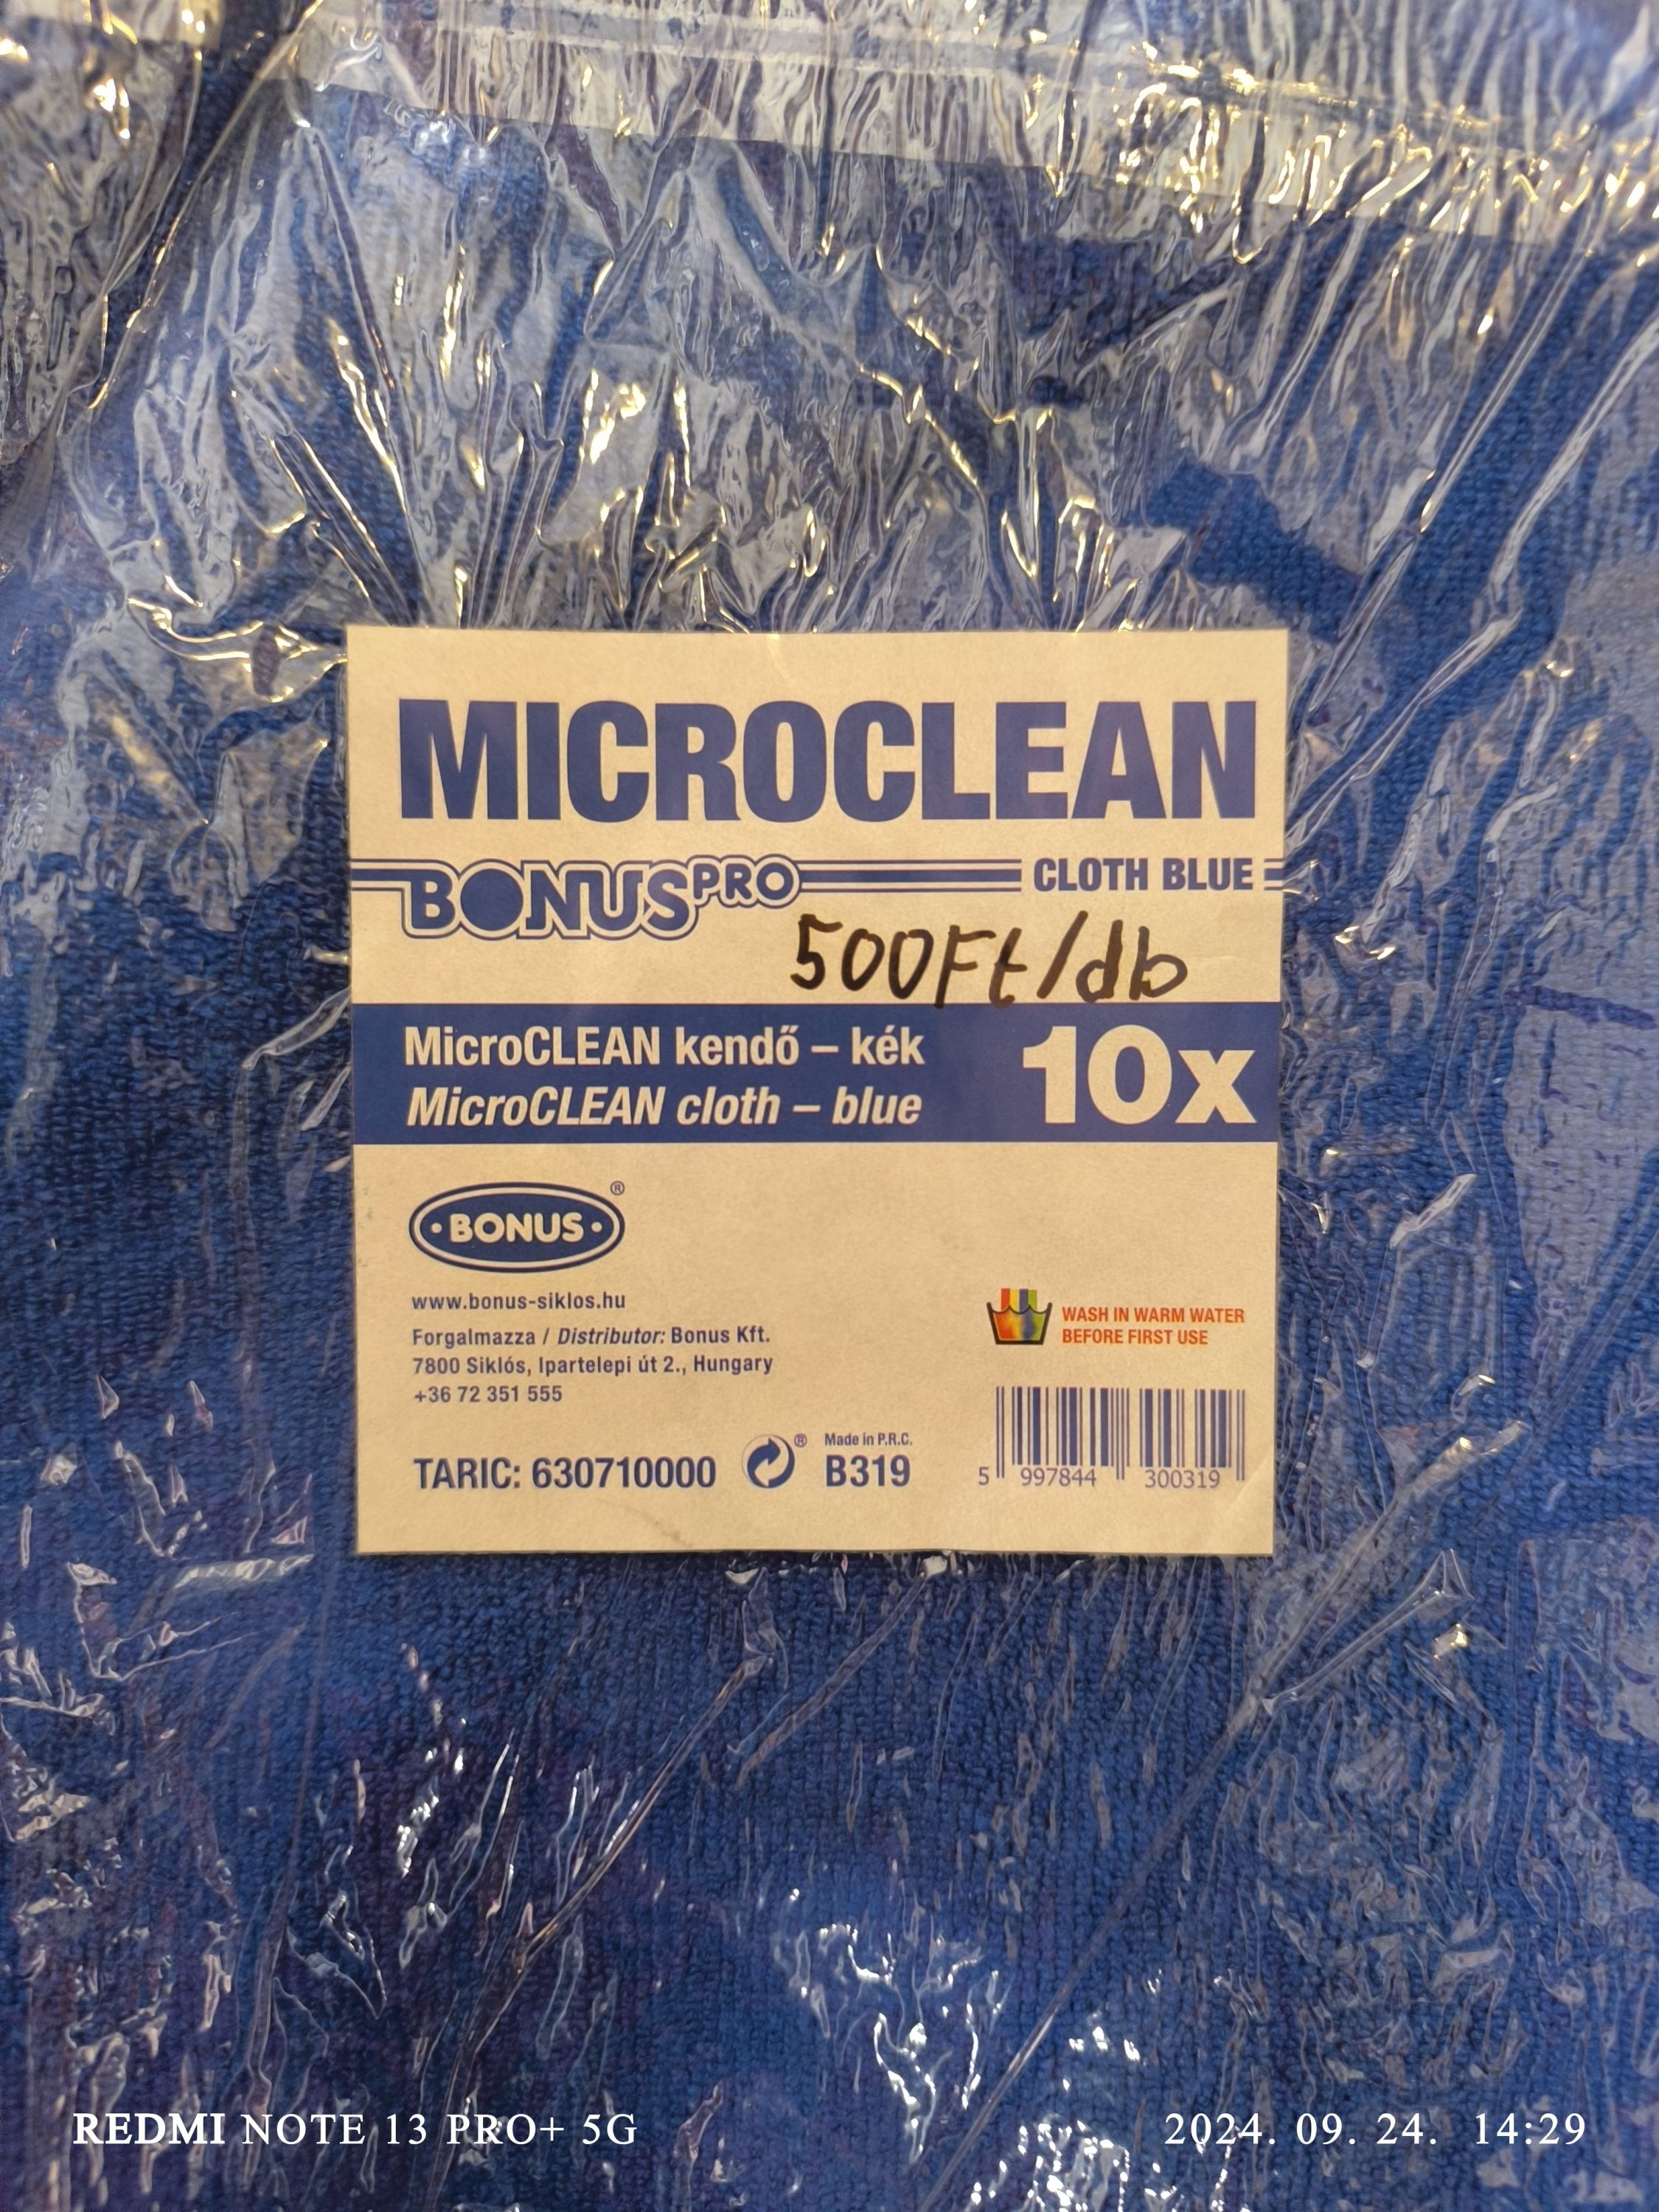 MICROCLEAN
BONUS PRO CLOTH BLUE
500Ft/db
MicroCLEAN kendő – kék
MicroCLEAN cloth – blue
10x
BONUS ®
www.bonus-siklos.hu
Forgalmazza / Distributor: Bonus Kft.
7800 Siklós, Ipartelepi út 2., Hungary
+36 72 351 555
WASH IN WARM WATER
BEFORE FIRST USE
TARIC: 630710000
®
Made in P.R.C.
B319
5 997844 300319
REDMI NOTE 13 PRO+ 5G
2024. 09. 24. 14:29